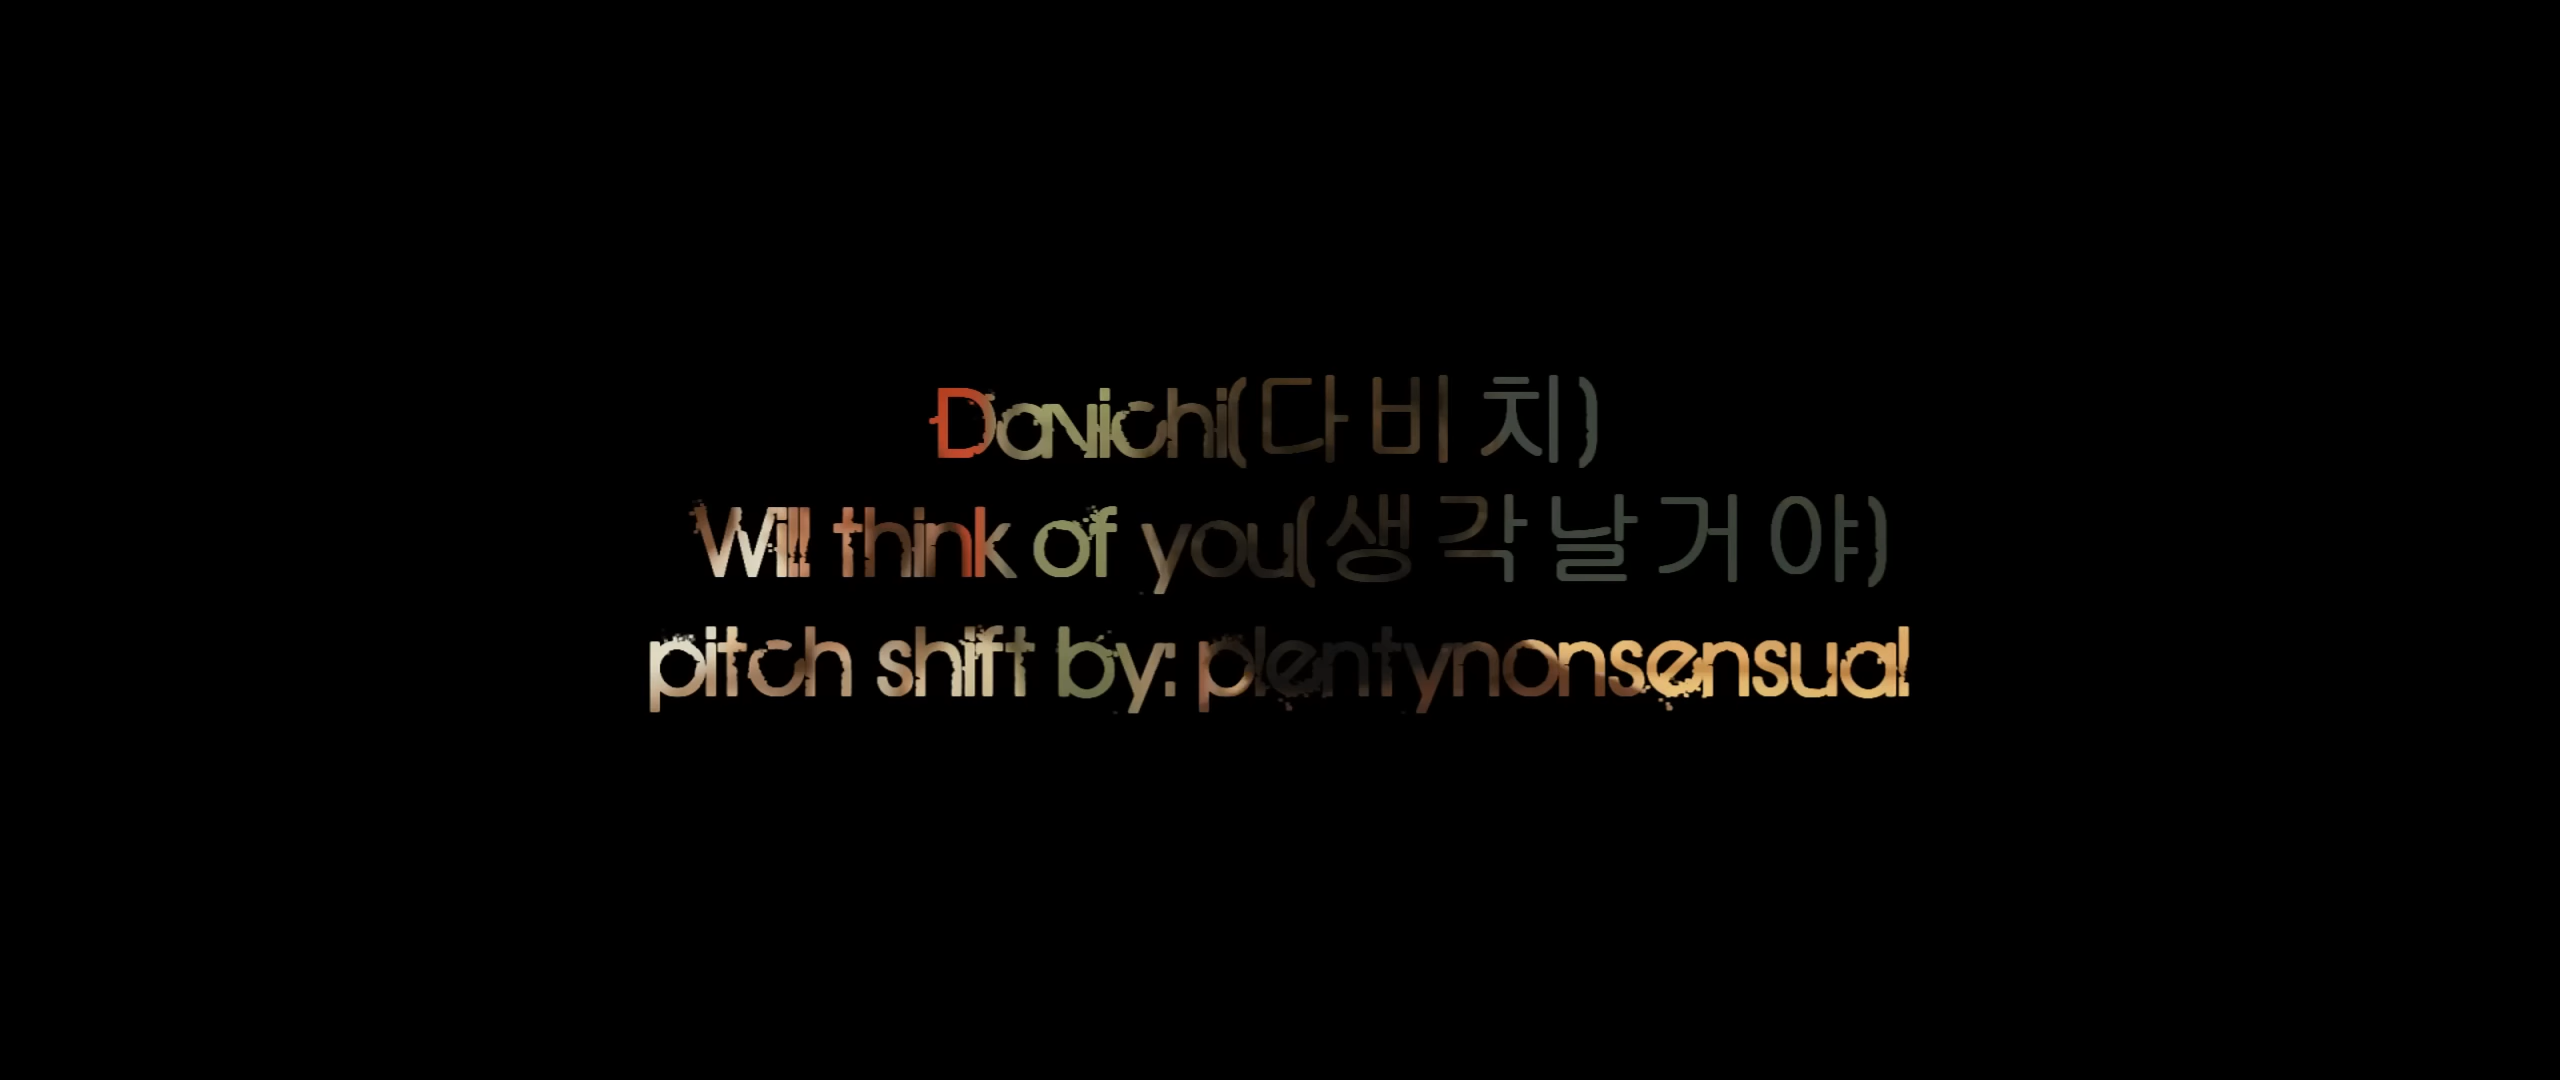 Davichi(다비치)
Will think of you(생각날거야)
pitch shift by: plentynonsensual